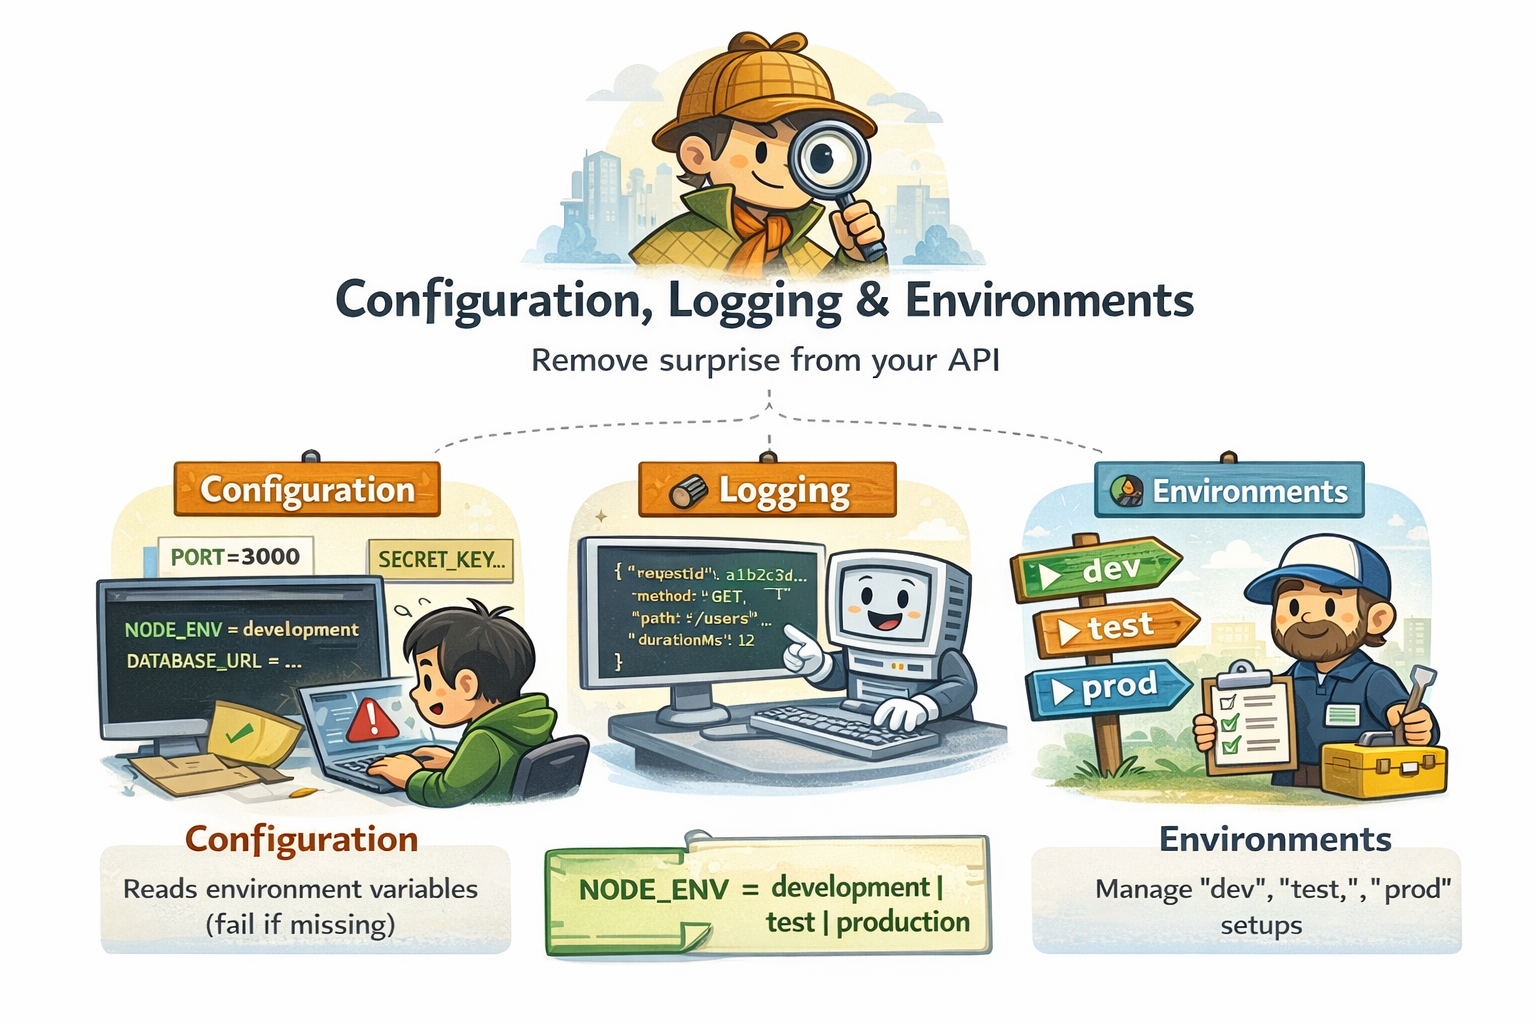 Configuration, Logging & Environments
Remove surprise from your API
Configuration
Logging
Environments
PORT=3000
SECRET_KEY...
NODE_ENV = development
DATABASE_URL = ...
{ "reyestid": a1b2c3d...
-method: "GET,
"path: "/users" ...
"durationMs": 12
}
dev
test
prod
Configuration
Reads environment variables
(fail if missing)
NODE_ENV = development |
test | production
Environments
Manage "dev", "test,", "prod"
setups